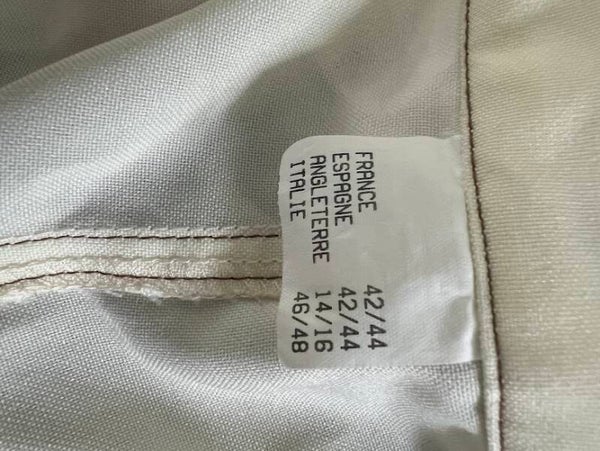 FRANCE 42/44
ESPAGNE 42/44
ANGLETERRE 14/16
ITALIE 46/48